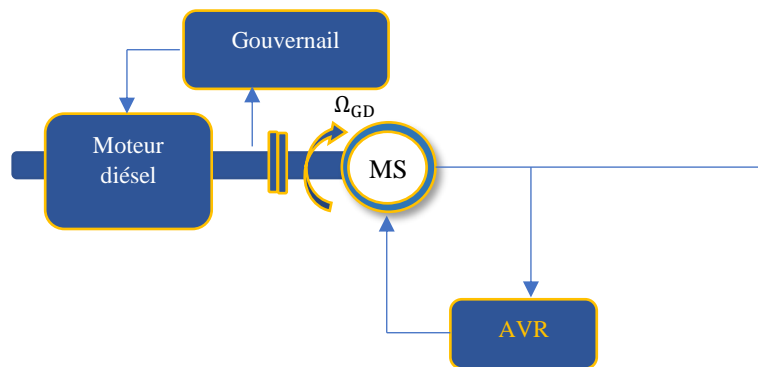 Gouvernail
Ω_GD
Moteur
diésel
MS
AVR